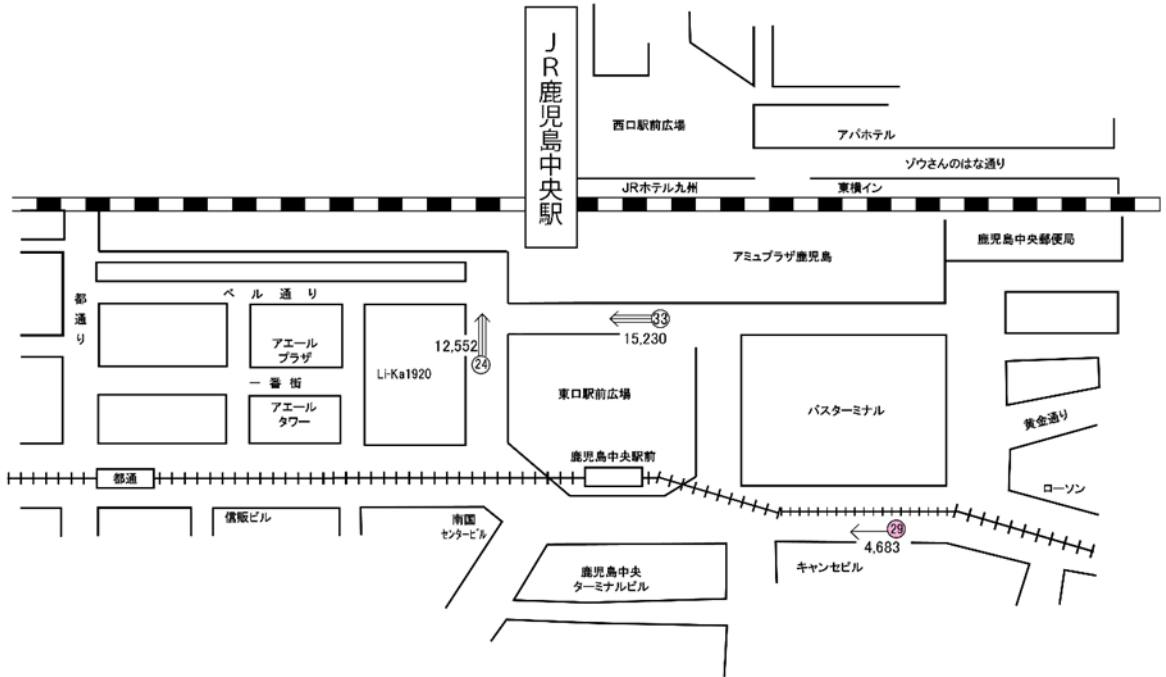 JR鹿児島中央駅
西口駅前広場
アパホテル
ゾウさんのはな通り
JRホテル九州
東横イン
アミュプラザ鹿児島
鹿児島中央郵便局
都通り
ベル通り
アエール
プラザ
12,552
24
33
15,230
Li-Ka1920
一番街
アエール
タワー
東口駅前広場
バスターミナル
黄金通り
鹿児島中央駅前
都通
ローソン
信販ビル
南国
センタービル
29
4,683
キャンセビル
鹿児島中央
ターミナルビル